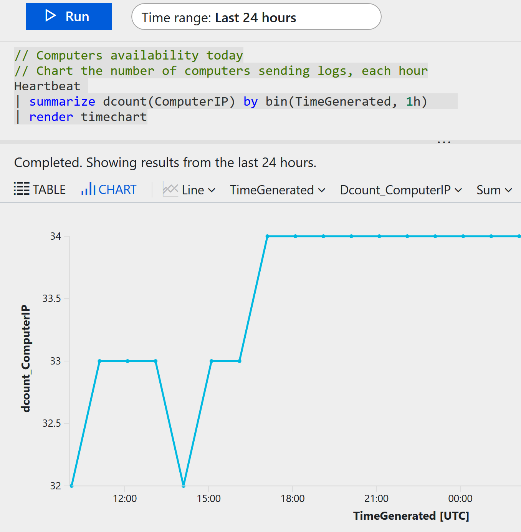 Run
Time range: Last 24 hours
// Computers availability today
// Chart the number of computers sending logs, each hour
Heartbeat
| summarize dcount(ComputerIP) by bin(TimeGenerated, 1h)
| render timechart
...
Completed. Showing results from the last 24 hours.
TABLE CHART Line TimeGenerated Dcount_ComputerIP Sum
34
33.5
33
32.5
32
dcount_ComputerIP
12:00 15:00 18:00 21:00 00:00
TimeGenerated [UTC]